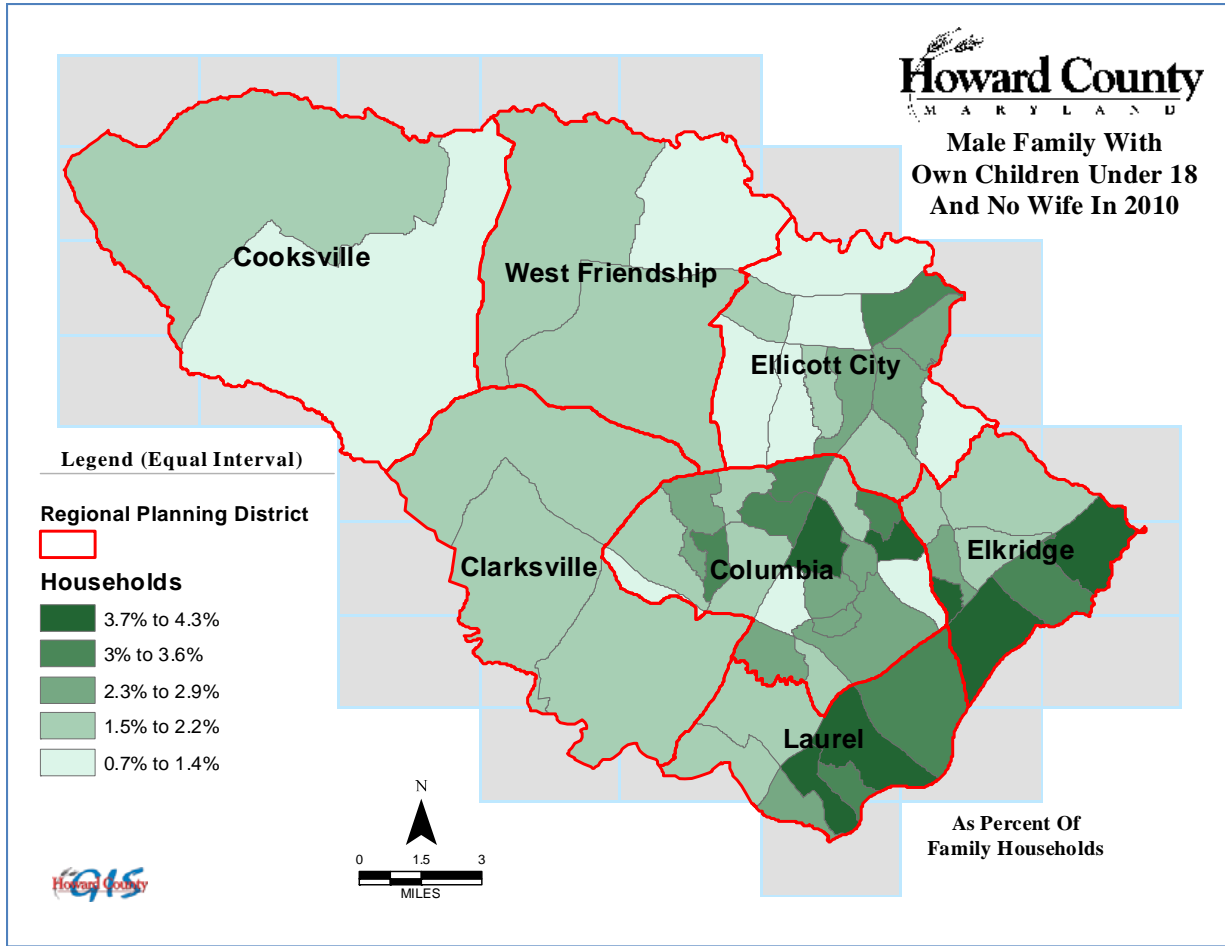 Howard County
M A R Y L A N D
Male Family With
Own Children Under 18
And No Wife In 2010
Cooksville
West Friendship
Ellicott City
Legend (Equal Interval)
Regional Planning District
Households
3.7% to 4.3%
3% to 3.6%
2.3% to 2.9%
1.5% to 2.2%
0.7% to 1.4%
Clarksville
Columbia
Elkridge
Laurel
N
0 1.5 3
MILES
As Percent Of
Family Households
Howard County GIS